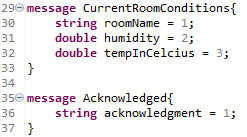 29 message CurrentRoomConditions{
30     string roomName = 1;
31     double humidity = 2;
32     double tempInCelcius = 3;
33 }
34
35 message Acknowledged{
36     string acknowledgment = 1;
37 }